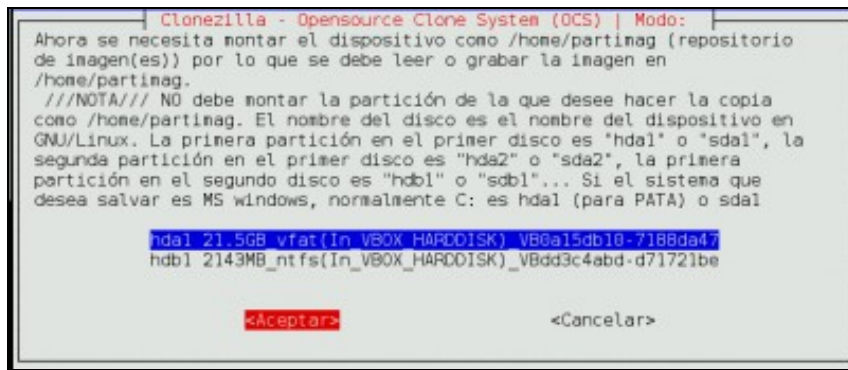 Clonezilla - Opensource Clone System (OCS) | Modo:
Ahora se necesita montar el dispositivo como /home/partimag (repositorio
de imagen(es)) por lo que se debe leer o grabar la imagen en
/home/partimag.
///NOTA/// NO debe montar la partición de la que desee hacer la copia
como /home/partimag. El nombre del disco es el nombre del dispositivo en
GNU/Linux. La primera partición en el primer disco es "hda1" o "sda1", la
segunda partición en el primer disco es "hda2" o "sda2", la primera
partición en el segundo disco es "hdb1" o "sdb1"... Si el sistema que
desea salvar es MS windows, normalmente C: es hda1 (para PATA) o sda1
hda1 21.5GB_vfat(In_VBOX_HARDDISK)_VB0a15db10-7188da47
hdb1 2143MB_ntfs(In_VBOX_HARDDISK)_VBdd3c4abd-d71721be
<Aceptar> <Cancelar>